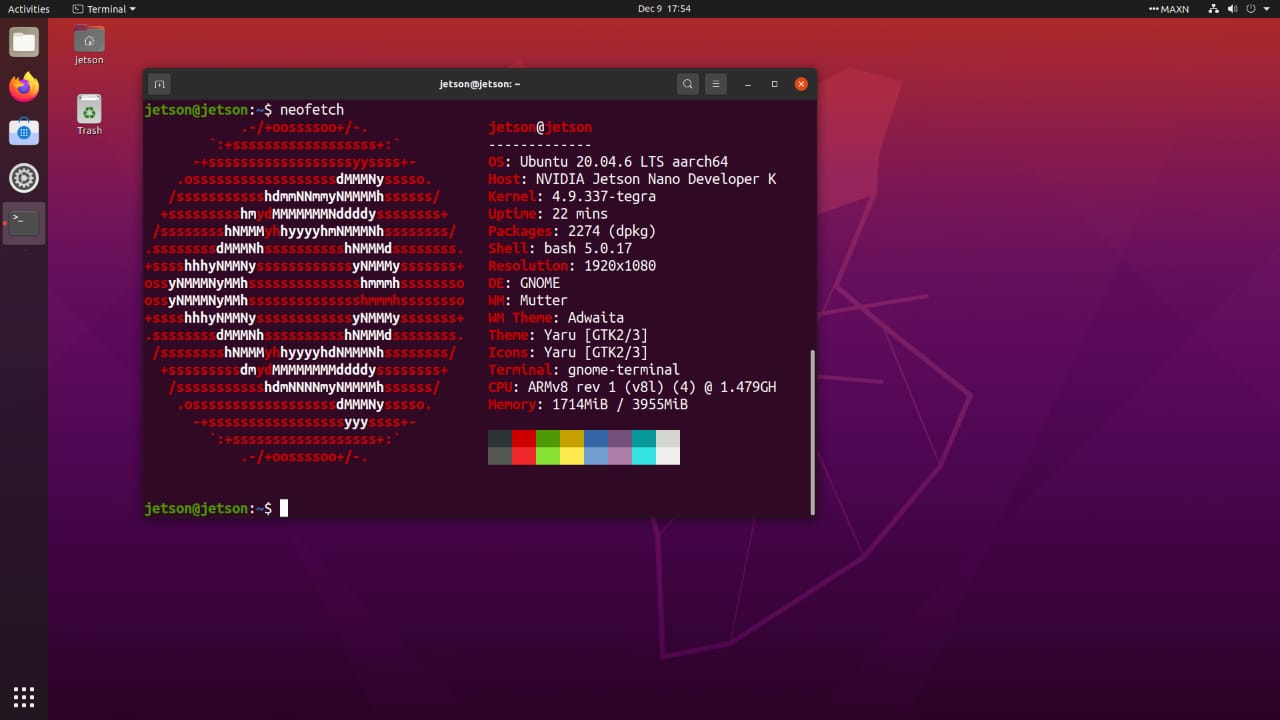 Activities Terminal Dec 9 17:54 MAXN
jetson
Trash
jetson@jetson: ~
jetson@jetson:~$ neofetch
.-/+oossssoo+/-. jetson@jetson
`:+ssssssssssssssssss+:` -------------
-+ssssssssssssssssssyyssss+- OS: Ubuntu 20.04.6 LTS aarch64
.ossssssssssssssssssdMMMNysssso. Host: NVIDIA Jetson Nano Developer K
/ssssssssssshdmmNNmmyNMMMMhssssss/ Kernel: 4.9.337-tegra
+ssssssssshmydMMMMMMMNddddyssssssss+ Uptime: 22 mins
/sssssssshNMMMyhhyyyyhmNMMMNhssssssss/ Packages: 2274 (dpkg)
.ssssssssdMMMNhsssssssssshNMMMdssssssss. Shell: bash 5.0.17
+sssshhhyNMMNyssssssssssssyNMMMysssssss+ Resolution: 1920x1080
ossyNMMMNyMMhsssssssssssssshmmmhssssssso DE: GNOME
ossyNMMMNyMMhsssssssssssssshmmmhssssssso WM: Mutter
+sssshhhyNMMNyssssssssssssyNMMMysssssss+ WM Theme: Adwaita
.ssssssssdMMMNhsssssssssshNMMMdssssssss. Theme: Yaru [GTK2/3]
/sssssssshNMMMyhhyyyyhdNMMMNhssssssss/ Icons: Yaru [GTK2/3]
+sssssssssdmydMMMMMMMMddddyssssssss+ Terminal: gnome-terminal
/ssssssssssshdmNNNNmyNMMMMhssssss/ CPU: ARMv8 rev 1 (v8l) (4) @ 1.479GH
.ossssssssssssssssssdMMMNysssso. Memory: 1714MiB / 3955MiB
-+sssssssssssssssssyyyssss+-
`:+ssssssssssssssssss+:`
.-/+oossssoo+/-.
jetson@jetson:~$